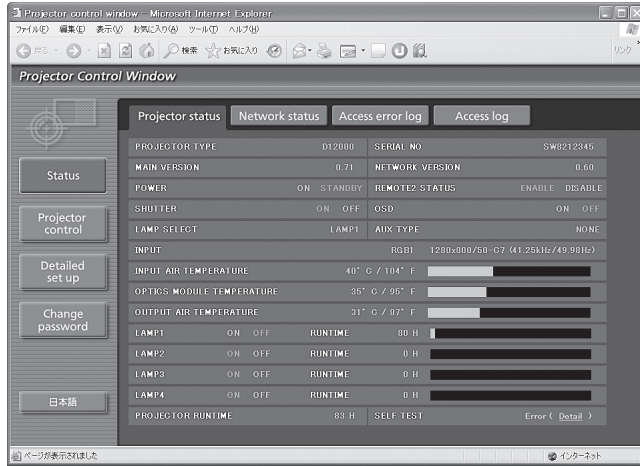 Projector control window - Microsoft Internet Explorer
ファイル(F) 編集(E) 表示(V) お気に入り(A) ツール(T) ヘルプ(H)
戻る 検索 お気に入り リンク
Projector Control Window
Projector status Network status Access error log Access log
Status
Projector control
Detailed set up
Change password
日本語
PROJECTOR TYPE D12000 SERIAL NO SW8212345
MAIN VERSION 0.71 NETWORK VERSION 0.60
POWER ON STANDBY REMOTE2 STATUS ENABLE DISABLE
SHUTTER ON OFF OSD ON OFF
LAMP SELECT LAMP1 AUX TYPE NONE
INPUT RGB1 1280x800/50-C7 (41.25kHz/49.98Hz)
INPUT AIR TEMPERATURE 40° C / 104° F
OPTICS MODULE TEMPERATURE 35° C / 95° F
OUTPUT AIR TEMPERATURE 31° C / 87° F
LAMP1 ON OFF RUNTIME 80 H
LAMP2 ON OFF RUNTIME 0 H
LAMP3 ON OFF RUNTIME 0 H
LAMP4 ON OFF RUNTIME 0 H
PROJECTOR RUNTIME 83 H SELF TEST Error ( Detail )
ページが表示されました インターネット